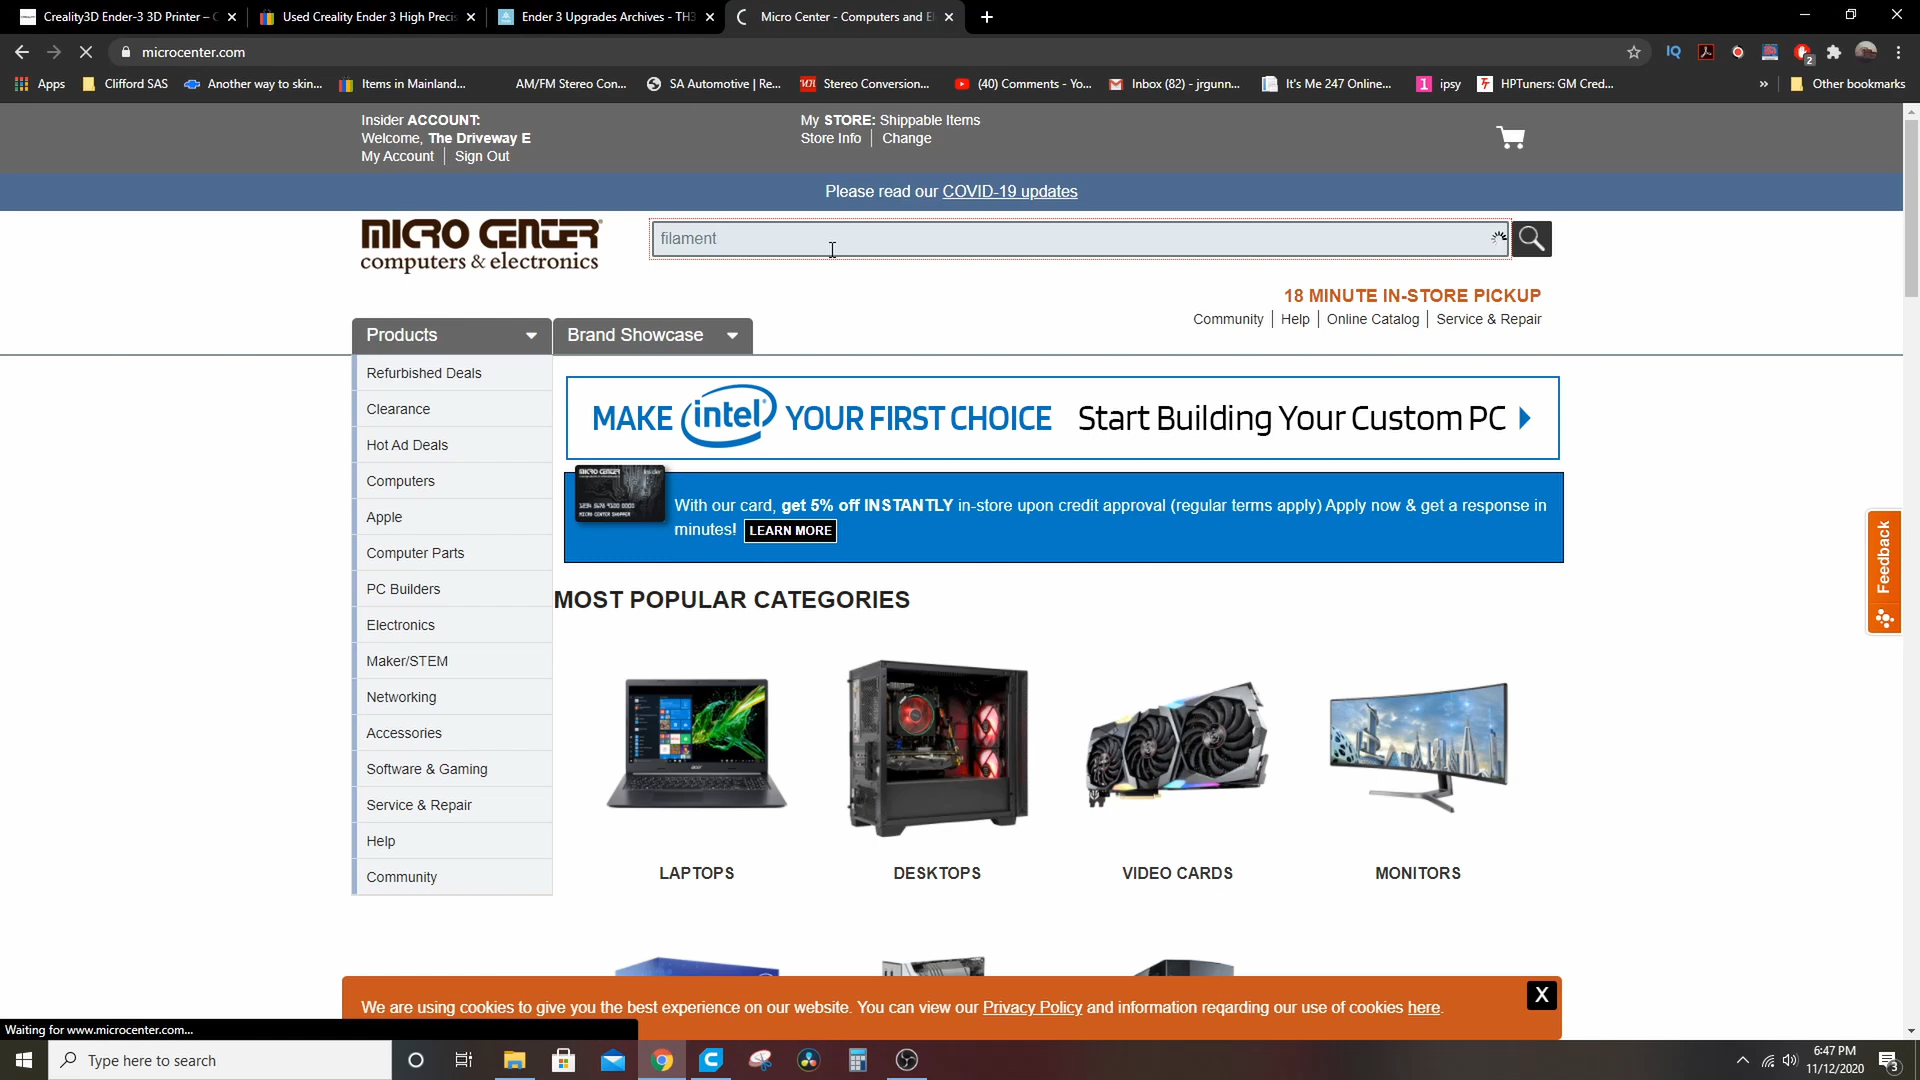 Creality3D Ender-3 3D Printer –
Used Creality Ender 3 High Precis
Ender 3 Upgrades Archives - TH3
Micro Center - Computers and E
microcenter.com
Apps
Clifford SAS
Another way to skin...
Items in Mainland...
AM/FM Stereo Con...
SA Automotive | Re...
Stereo Conversion...
(40) Comments - Yo...
Inbox (82) - jrgunn...
It's Me 247 Online...
ipsy
HPTuners: GM Cred...
»
Other bookmarks
Insider ACCOUNT:
Welcome, The Driveway E
My Account
Sign Out
My STORE: Shippable Items
Store Info
Change
Please read our COVID-19 updates
MICRO CENTER
computers & electronics
filament
18 MINUTE IN-STORE PICKUP
Community
Help
Online Catalog
Service & Repair
Products
Brand Showcase
Refurbished Deals
Clearance
Hot Ad Deals
Computers
Apple
Computer Parts
PC Builders
Electronics
Maker/STEM
Networking
Accessories
Software & Gaming
Service & Repair
Help
Community
MAKE intel YOUR FIRST CHOICE Start Building Your Custom PC
With our card, get 5% off INSTANTLY in-store upon credit approval (regular terms apply) Apply now & get a response in
minutes! LEARN MORE
MOST POPULAR CATEGORIES
LAPTOPS
DESKTOPS
VIDEO CARDS
MONITORS
Feedback
We are using cookies to give you the best experience on our website. You can view our Privacy Policy and information regarding our use of cookies here.
X
Waiting for www.microcenter.com...
Type here to search
6:47 PM
11/12/2020
3